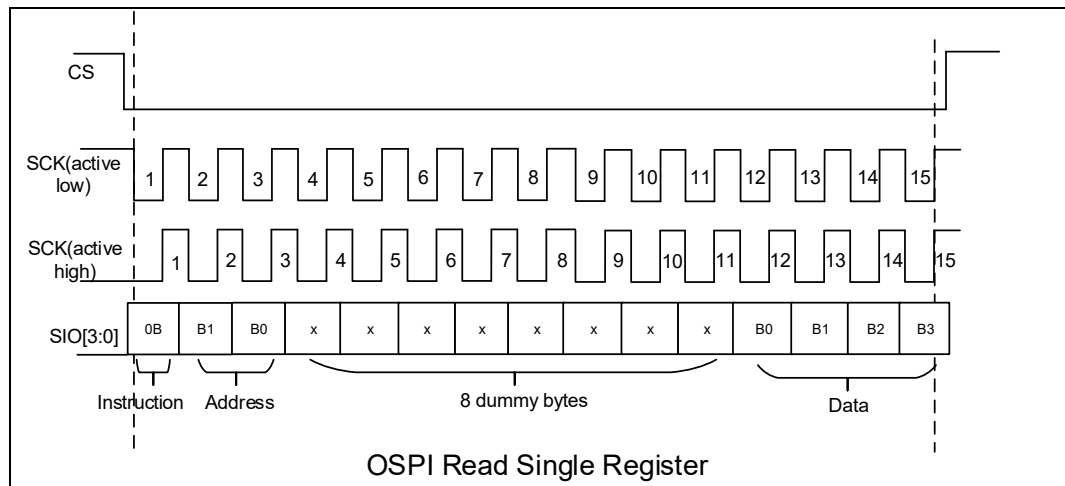 CS
SCK(active low)
1 2 3 4 5 6 7 8 9 10 11 12 13 14 15
SCK(active high)
1 2 3 4 5 6 7 8 9 10 11 12 13 14 15
SIO[3:0] 0B B1 B0 x x x x x x x x B0 B1 B2 B3
Instruction Address 8 dummy bytes Data
OSPI Read Single Register